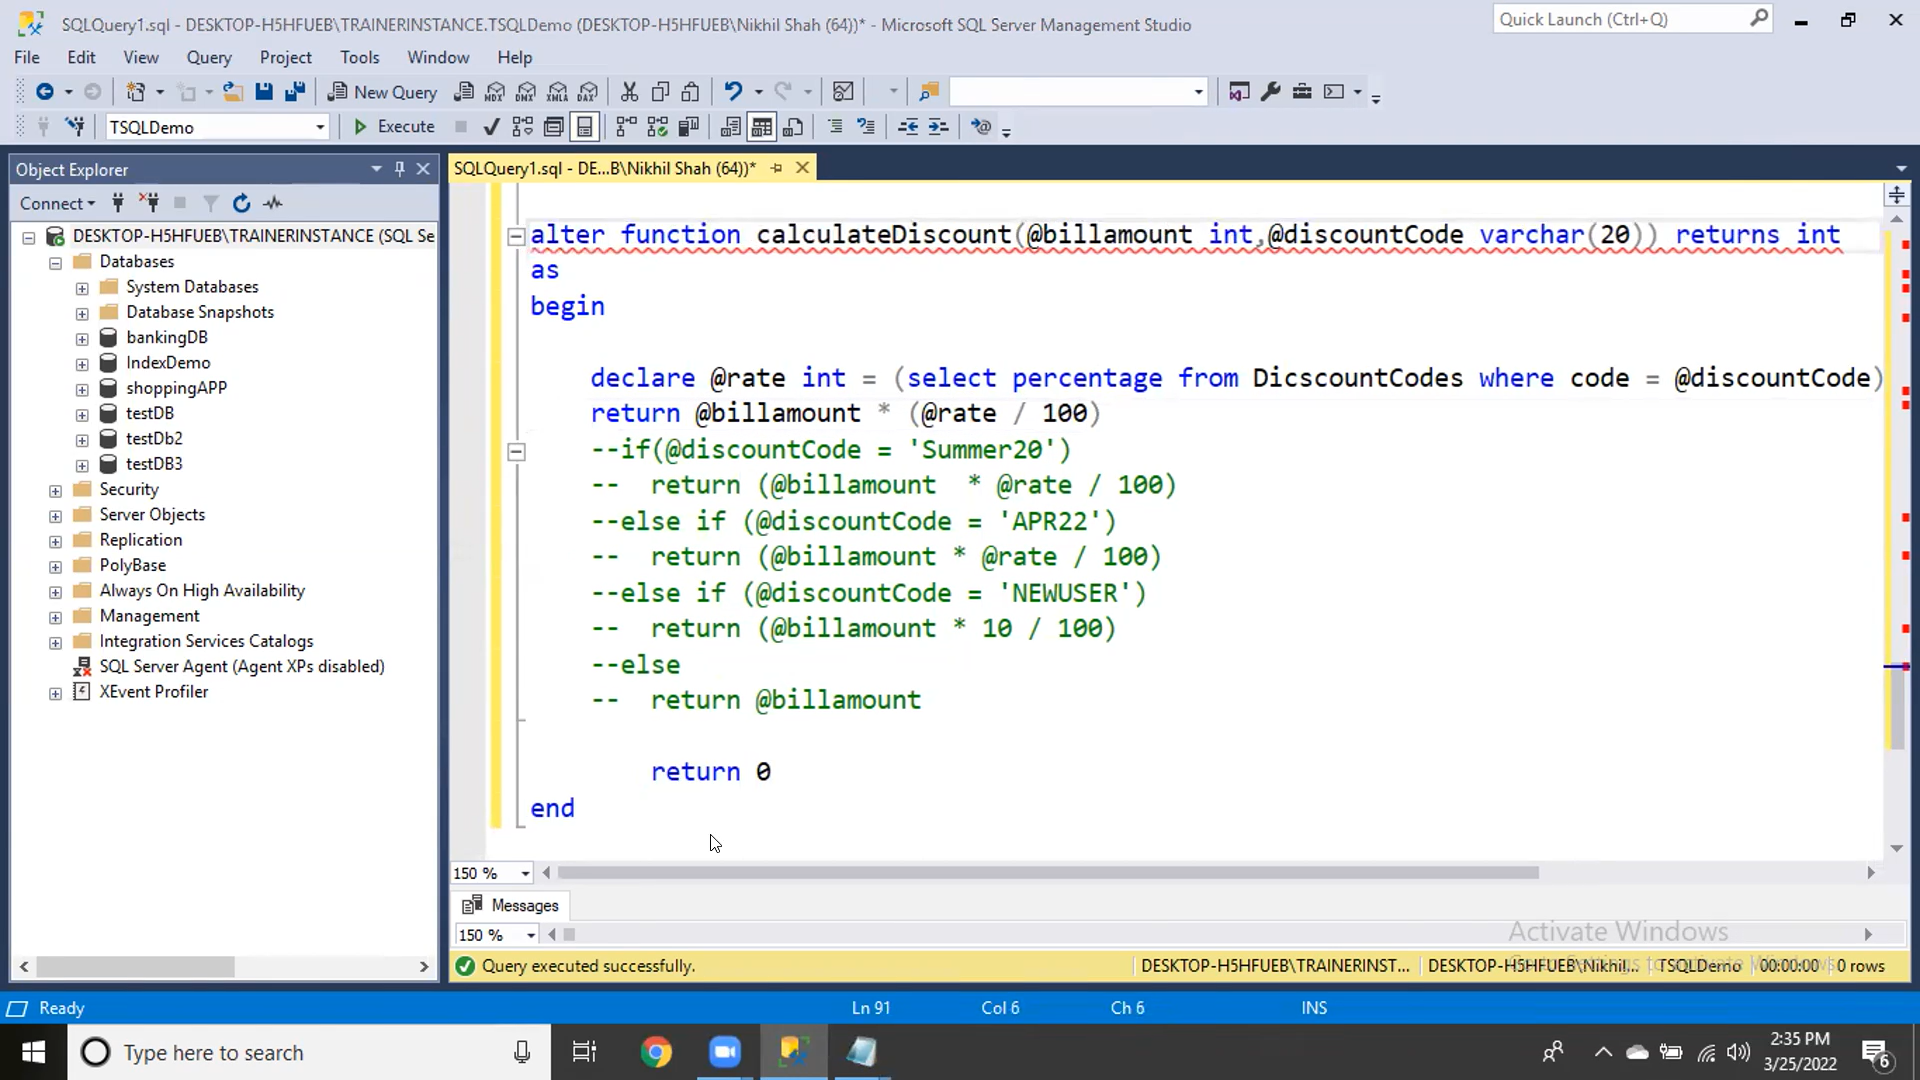 SQLQuery1.sql - DESKTOP-H5HFUEB\TRAINERINSTANCE.TSQLDemo (DESKTOP-H5HFUEB\Nikhil Shah (64))* - Microsoft SQL Server Management Studio
Quick Launch (Ctrl+Q)
File Edit View Query Project Tools Window Help
New Query
MDX DMX XMLA DAX
TSQLDemo
Execute
Object Explorer
SQLQuery1.sql - DE...B\Nikhil Shah (64))*
Connect
DESKTOP-H5HFUEB\TRAINERINSTANCE (SQL Se
Databases
System Databases
Database Snapshots
bankingDB
IndexDemo
shoppingAPP
testDB
testDb2
testDB3
Security
Server Objects
Replication
PolyBase
Always On High Availability
Management
Integration Services Catalogs
SQL Server Agent (Agent XPs disabled)
XEvent Profiler
alter function calculateDiscount(@billamount int,@discountCode varchar(20)) returns int
as
begin
declare @rate int = (select percentage from DicscountCodes where code = @discountCode)
return @billamount * (@rate / 100)
--if(@discountCode = 'Summer20')
-- return (@billamount * @rate / 100)
--else if (@discountCode = 'APR22')
-- return (@billamount * @rate / 100)
--else if (@discountCode = 'NEWUSER')
-- return (@billamount * 10 / 100)
--else
-- return @billamount
return 0
end
150 %
Messages
150 %
Activate Windows
Query executed successfully.
DESKTOP-H5HFUEB\TRAINERINST... DESKTOP-H5HFUEB\Nikhil... TSQLDemo 00:00:00 0 rows
Ready
Ln 91 Col 6 Ch 6 INS
Type here to search
2:35 PM
3/25/2022
6